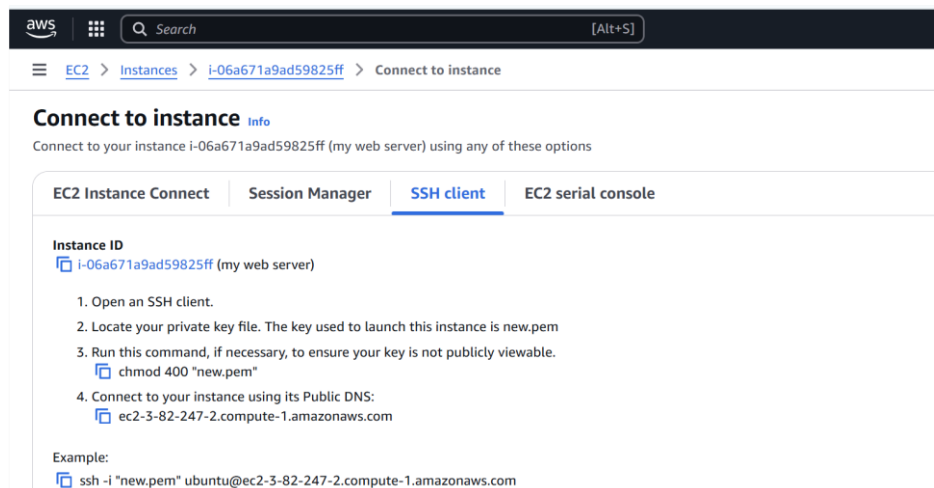 aws Search [Alt+S]
EC2 > Instances > i-06a671a9ad59825ff > Connect to instance
Connect to instance Info
Connect to your instance i-06a671a9ad59825ff (my web server) using any of these options
EC2 Instance Connect Session Manager SSH client EC2 serial console
Instance ID
i-06a671a9ad59825ff (my web server)
1. Open an SSH client.
2. Locate your private key file. The key used to launch this instance is new.pem
3. Run this command, if necessary, to ensure your key is not publicly viewable.
chmod 400 "new.pem"
4. Connect to your instance using its Public DNS:
ec2-3-82-247-2.compute-1.amazonaws.com
Example:
ssh -i "new.pem" ubuntu@ec2-3-82-247-2.compute-1.amazonaws.com